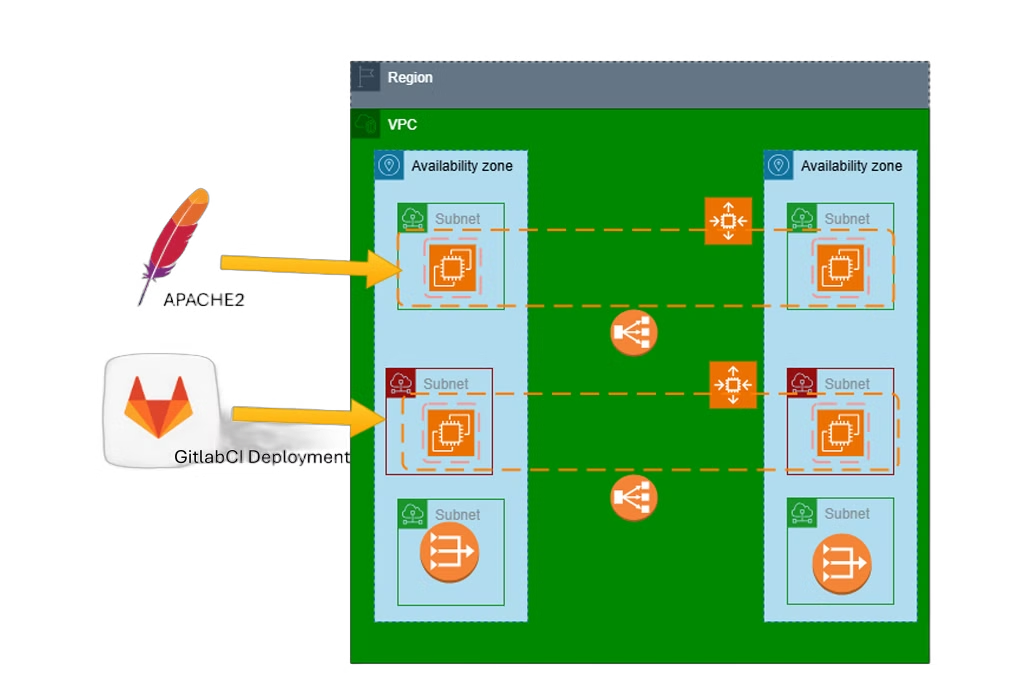 Region
VPC
Availability zone
Availability zone
Subnet
Subnet
APACHE2
Subnet
Subnet
GitlabCI Deployment
Subnet
Subnet